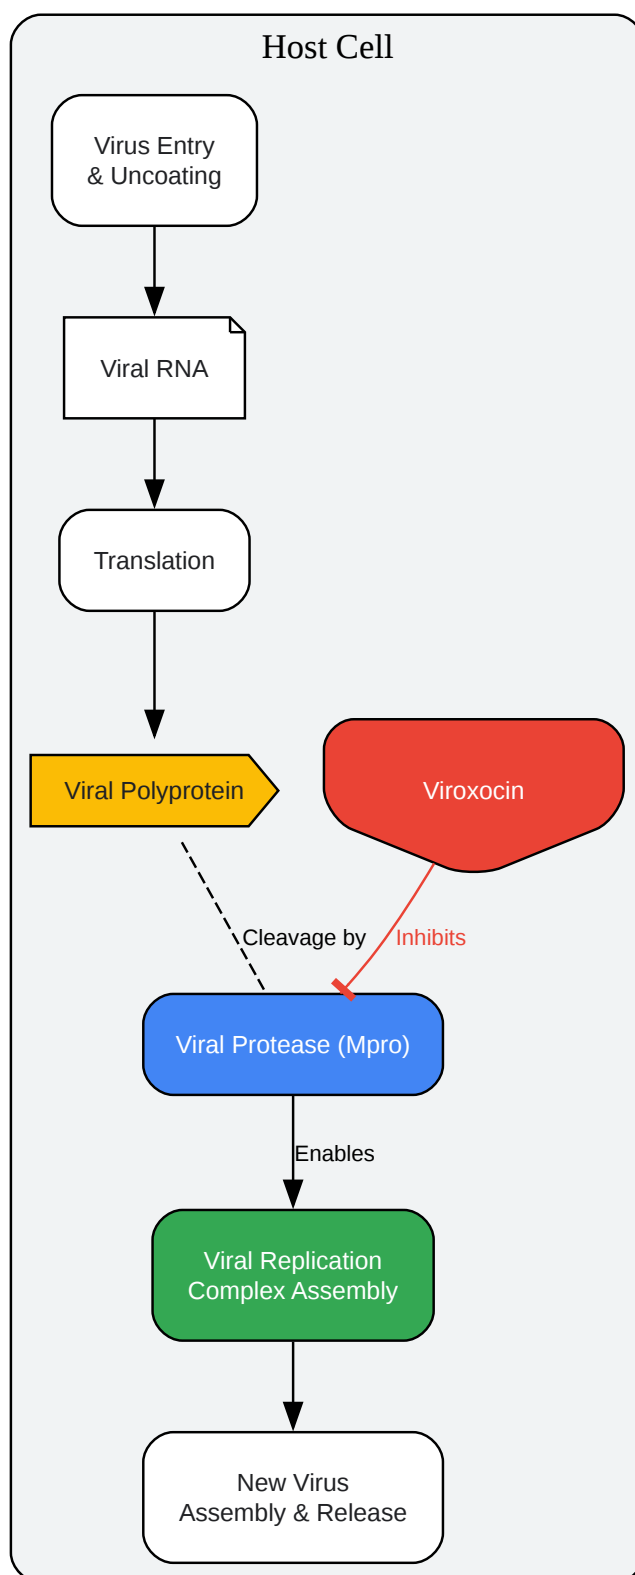 Host Cell
Virus Entry
& Uncoating
Viral RNA
Translation
Viral Polyprotein
Viroxocin
Cleavage by
Inhibits
Viral Protease (Mpro)
Enables
Viral Replication
Complex Assembly
New Virus
Assembly & Release